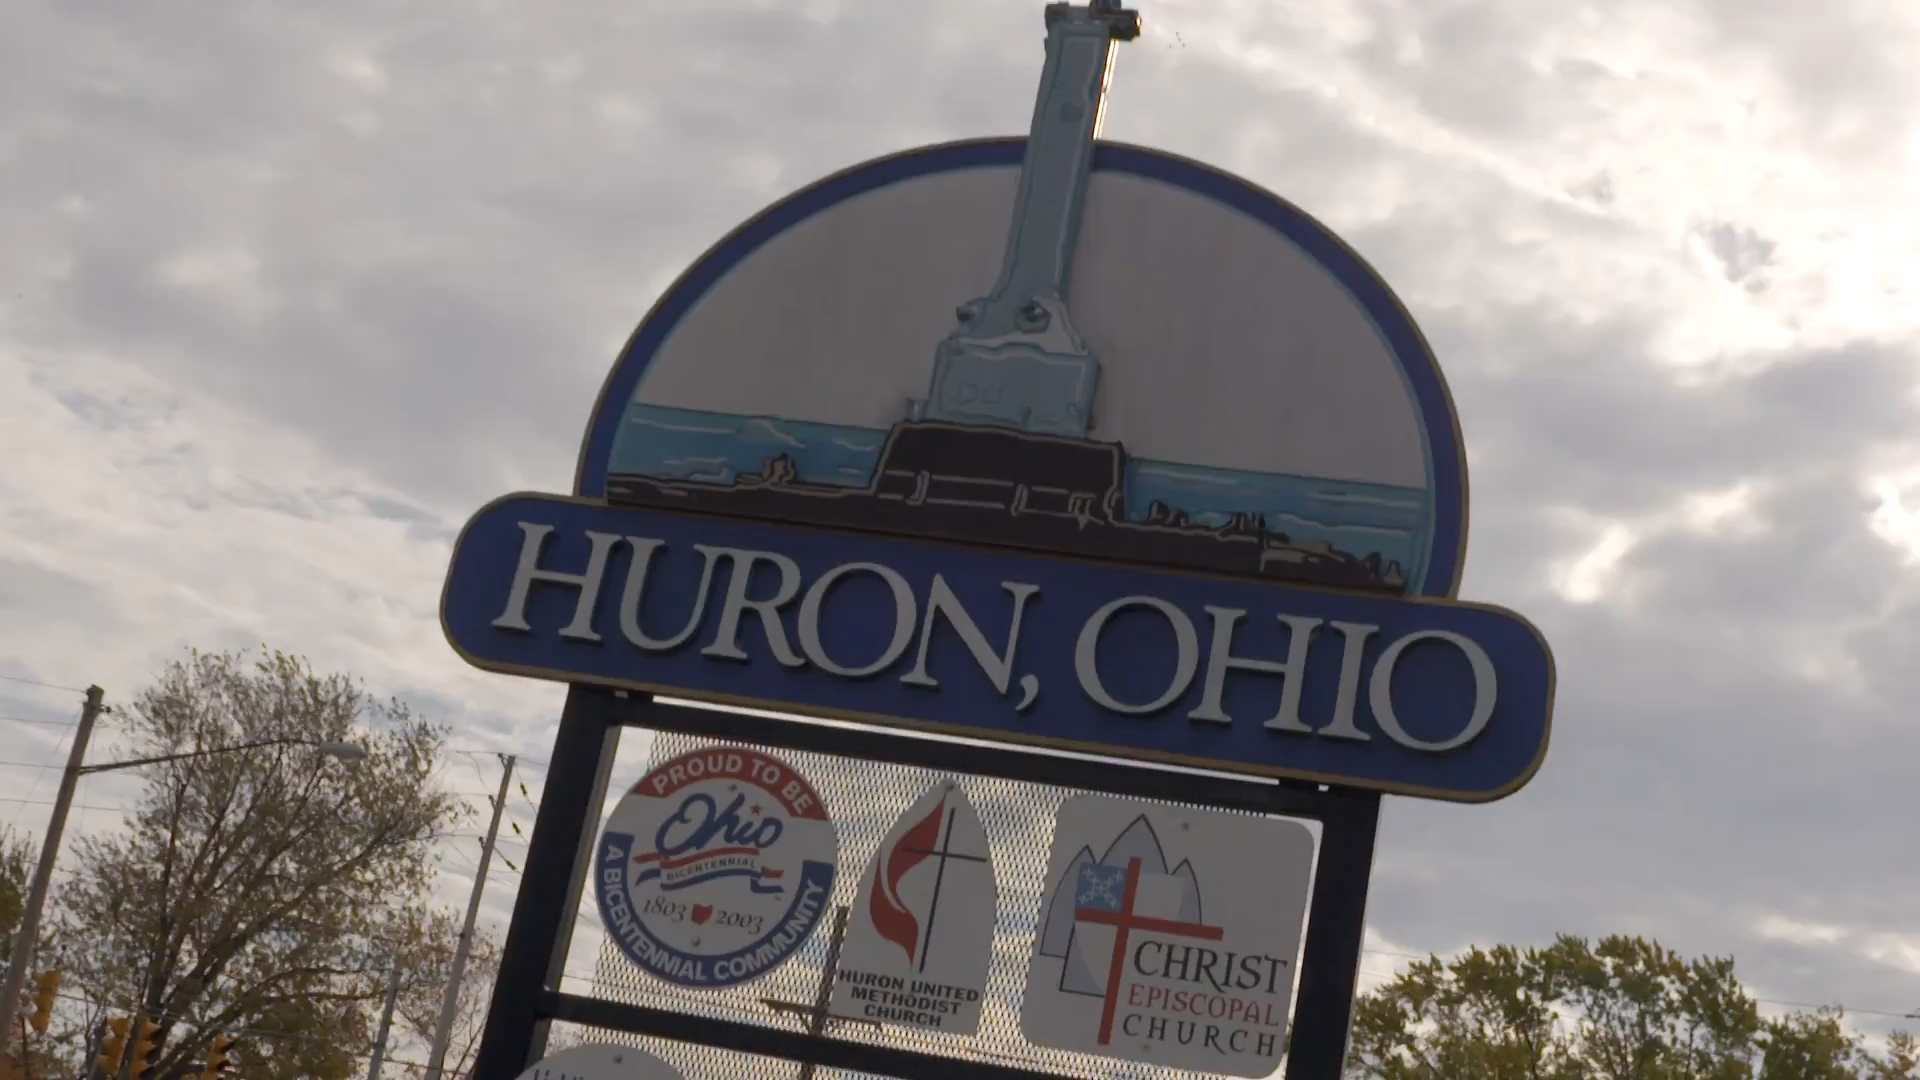 HURON, OHIO
PROUD TO BE
Ohio
BICENTENNIAL
1803 2003
A BICENTENNIAL COMMUNITY
HURON UNITED
METHODIST
CHURCH
CHRIST
EPISCOPAL
CHURCH